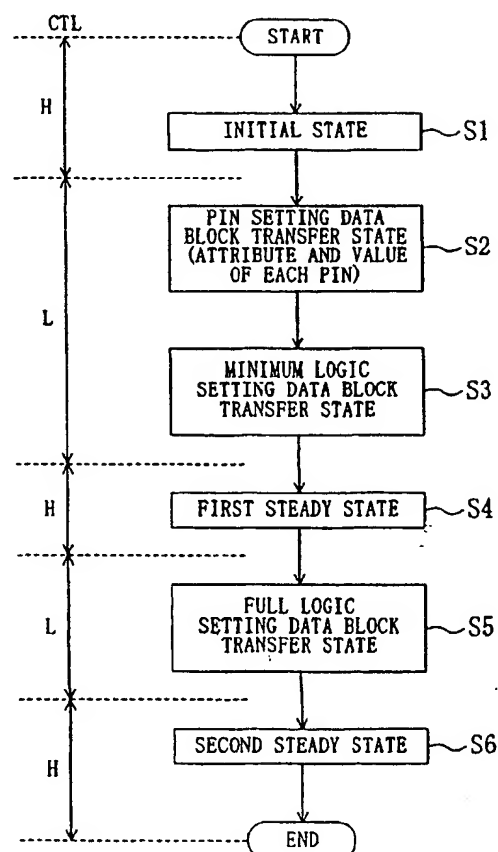 CTL
START
H
INITIAL STATE
S1
PIN SETTING DATA
BLOCK TRANSFER STATE
(ATTRIBUTE AND VALUE
OF EACH PIN)
S2
L
MINIMUM LOGIC
SETTING DATA BLOCK
TRANSFER STATE
S3
H
FIRST STEADY STATE
S4
L
FULL LOGIC
SETTING DATA BLOCK
TRANSFER STATE
S5
H
SECOND STEADY STATE
S6
END